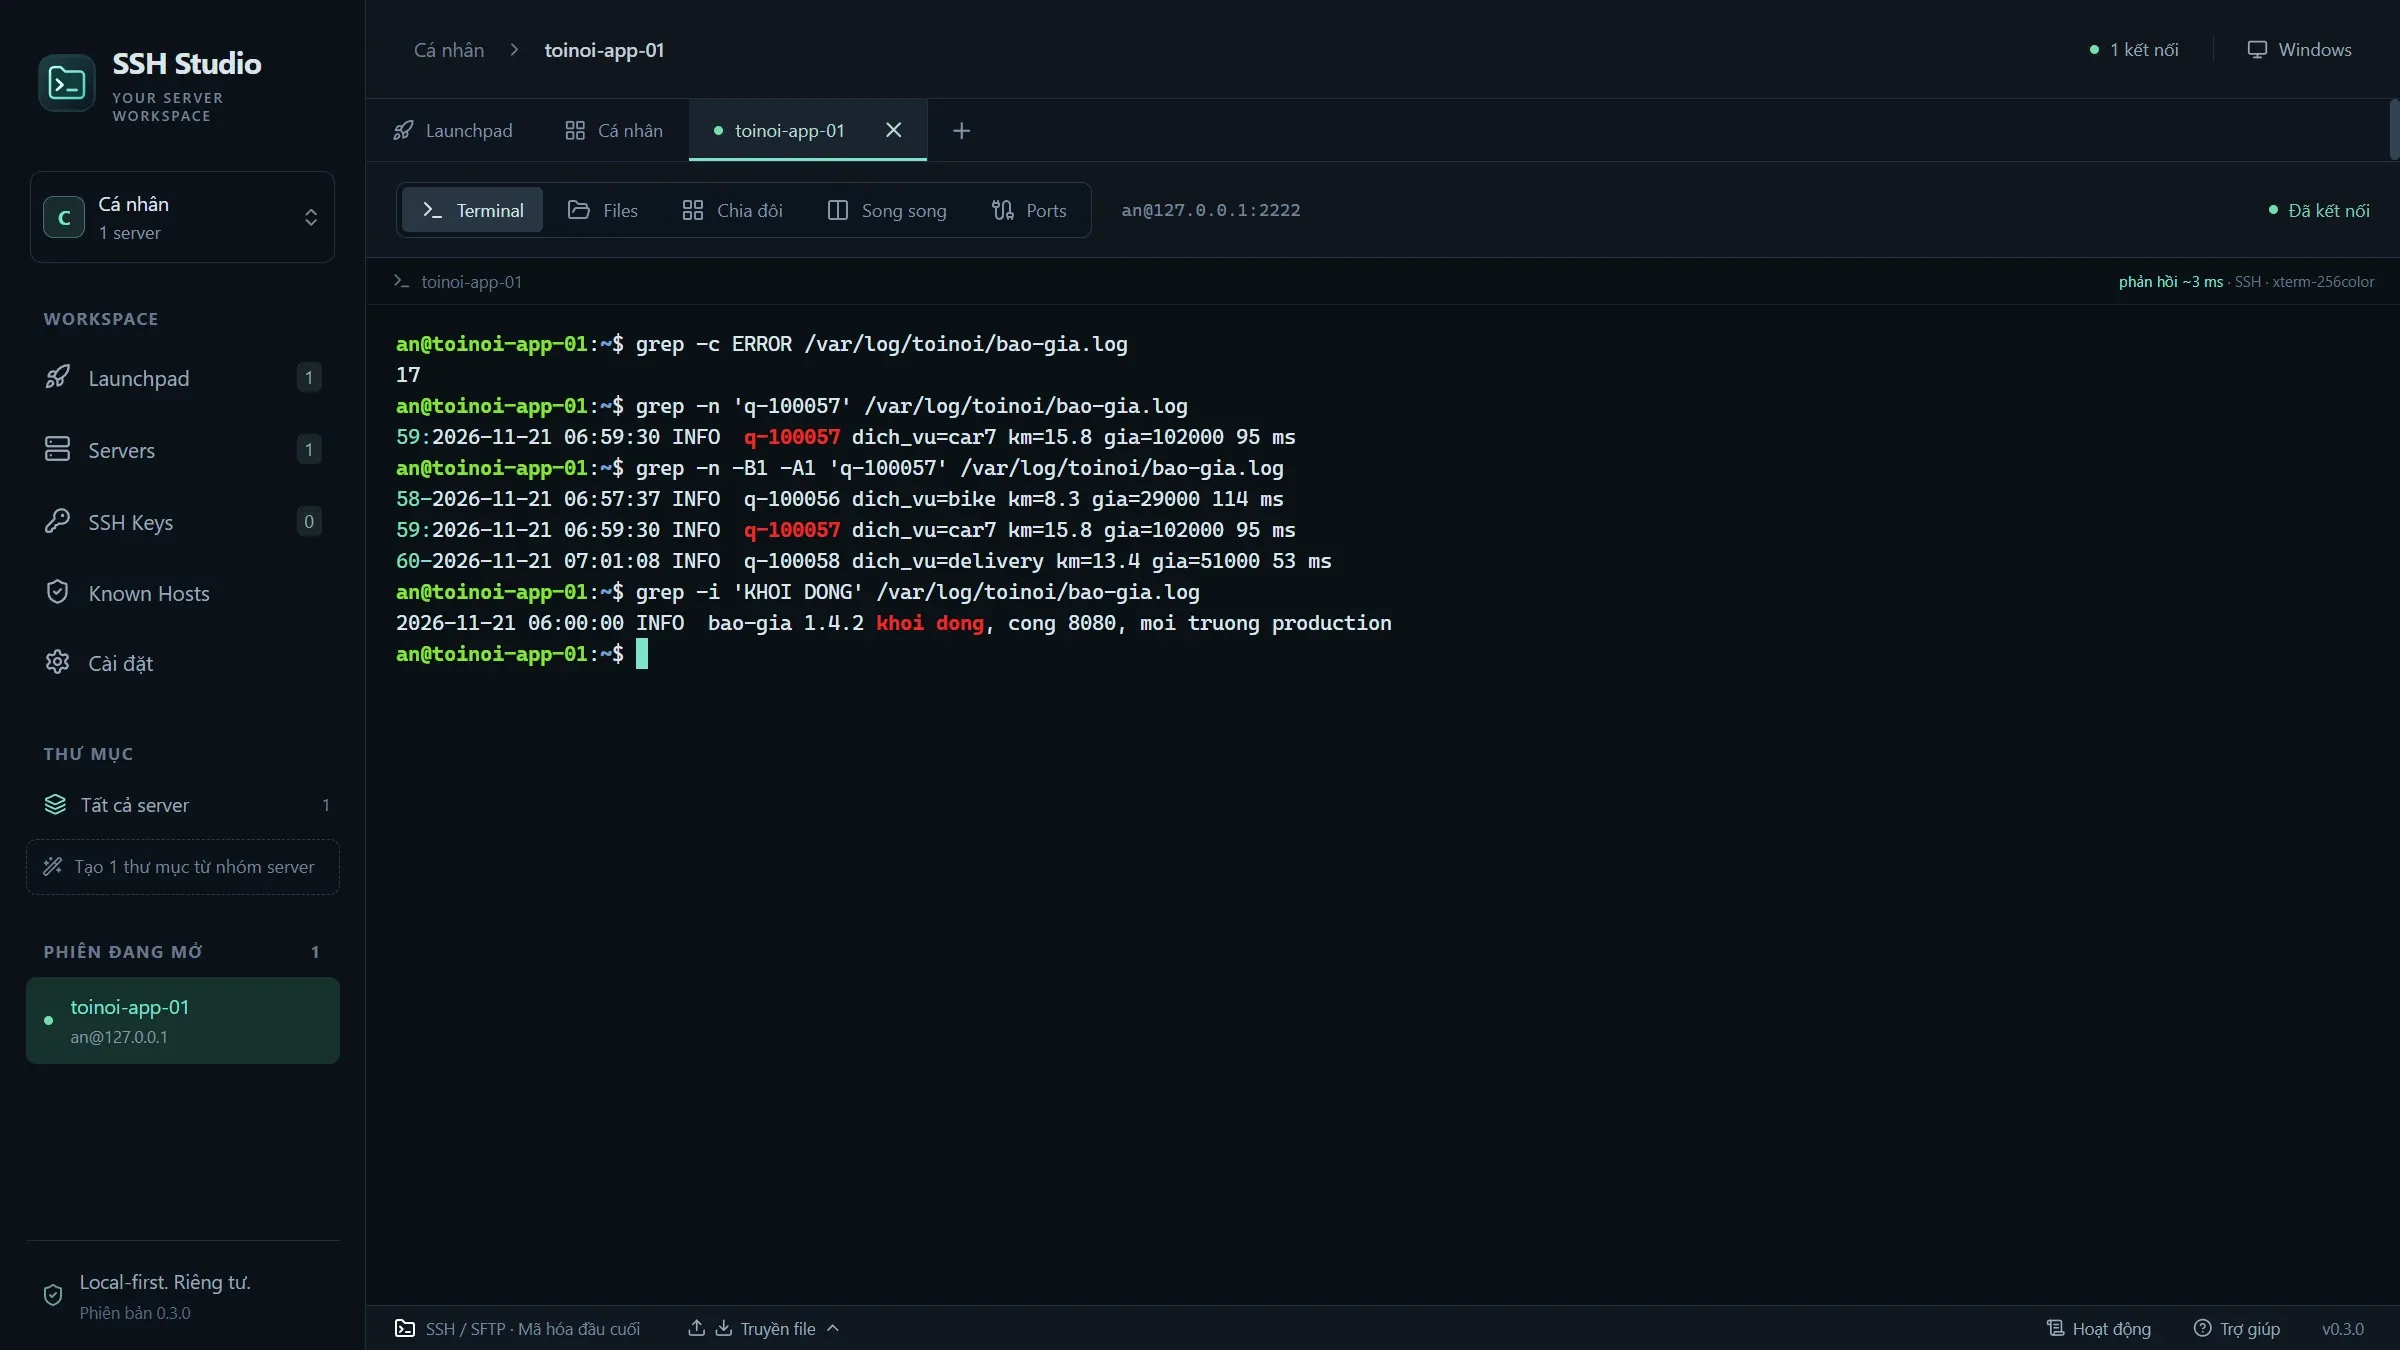 SSH Studio
YOUR SERVER
WORKSPACE
C
Cá nhân
1 server
WORKSPACE
Launchpad 1
Servers 1
SSH Keys 0
Known Hosts
Cài đặt
THƯ MỤC
Tất cả server 1
Tạo 1 thư mục từ nhóm server
PHIÊN ĐANG MỞ 1
toinoi-app-01
an@127.0.0.1
Local-first. Riêng tư.
Phiên bản 0.3.0
Cá nhân > toinoi-app-01
1 kết nối
Windows
Launchpad
Cá nhân
toinoi-app-01
Terminal
Files
Chia đôi
Song song
Ports
an@127.0.0.1:2222
Đã kết nối
toinoi-app-01
phản hồi ~3 ms · SSH · xterm-256color
an@toinoi-app-01:~$ grep -c ERROR /var/log/toinoi/bao-gia.log
17
an@toinoi-app-01:~$ grep -n 'q-100057' /var/log/toinoi/bao-gia.log
59:2026-11-21 06:59:30 INFO  q-100057 dich_vu=car7 km=15.8 gia=102000 95 ms
an@toinoi-app-01:~$ grep -n -B1 -A1 'q-100057' /var/log/toinoi/bao-gia.log
58-2026-11-21 06:57:37 INFO  q-100056 dich_vu=bike km=8.3 gia=29000 114 ms
59:2026-11-21 06:59:30 INFO  q-100057 dich_vu=car7 km=15.8 gia=102000 95 ms
60-2026-11-21 07:01:08 INFO  q-100058 dich_vu=delivery km=13.4 gia=51000 53 ms
an@toinoi-app-01:~$ grep -i 'KHOI DONG' /var/log/toinoi/bao-gia.log
2026-11-21 06:00:00 INFO  bao-gia 1.4.2 khoi dong, cong 8080, moi truong production
an@toinoi-app-01:~$
SSH / SFTP · Mã hóa đầu cuối
Truyền file
Hoạt động
Trợ giúp
v0.3.0